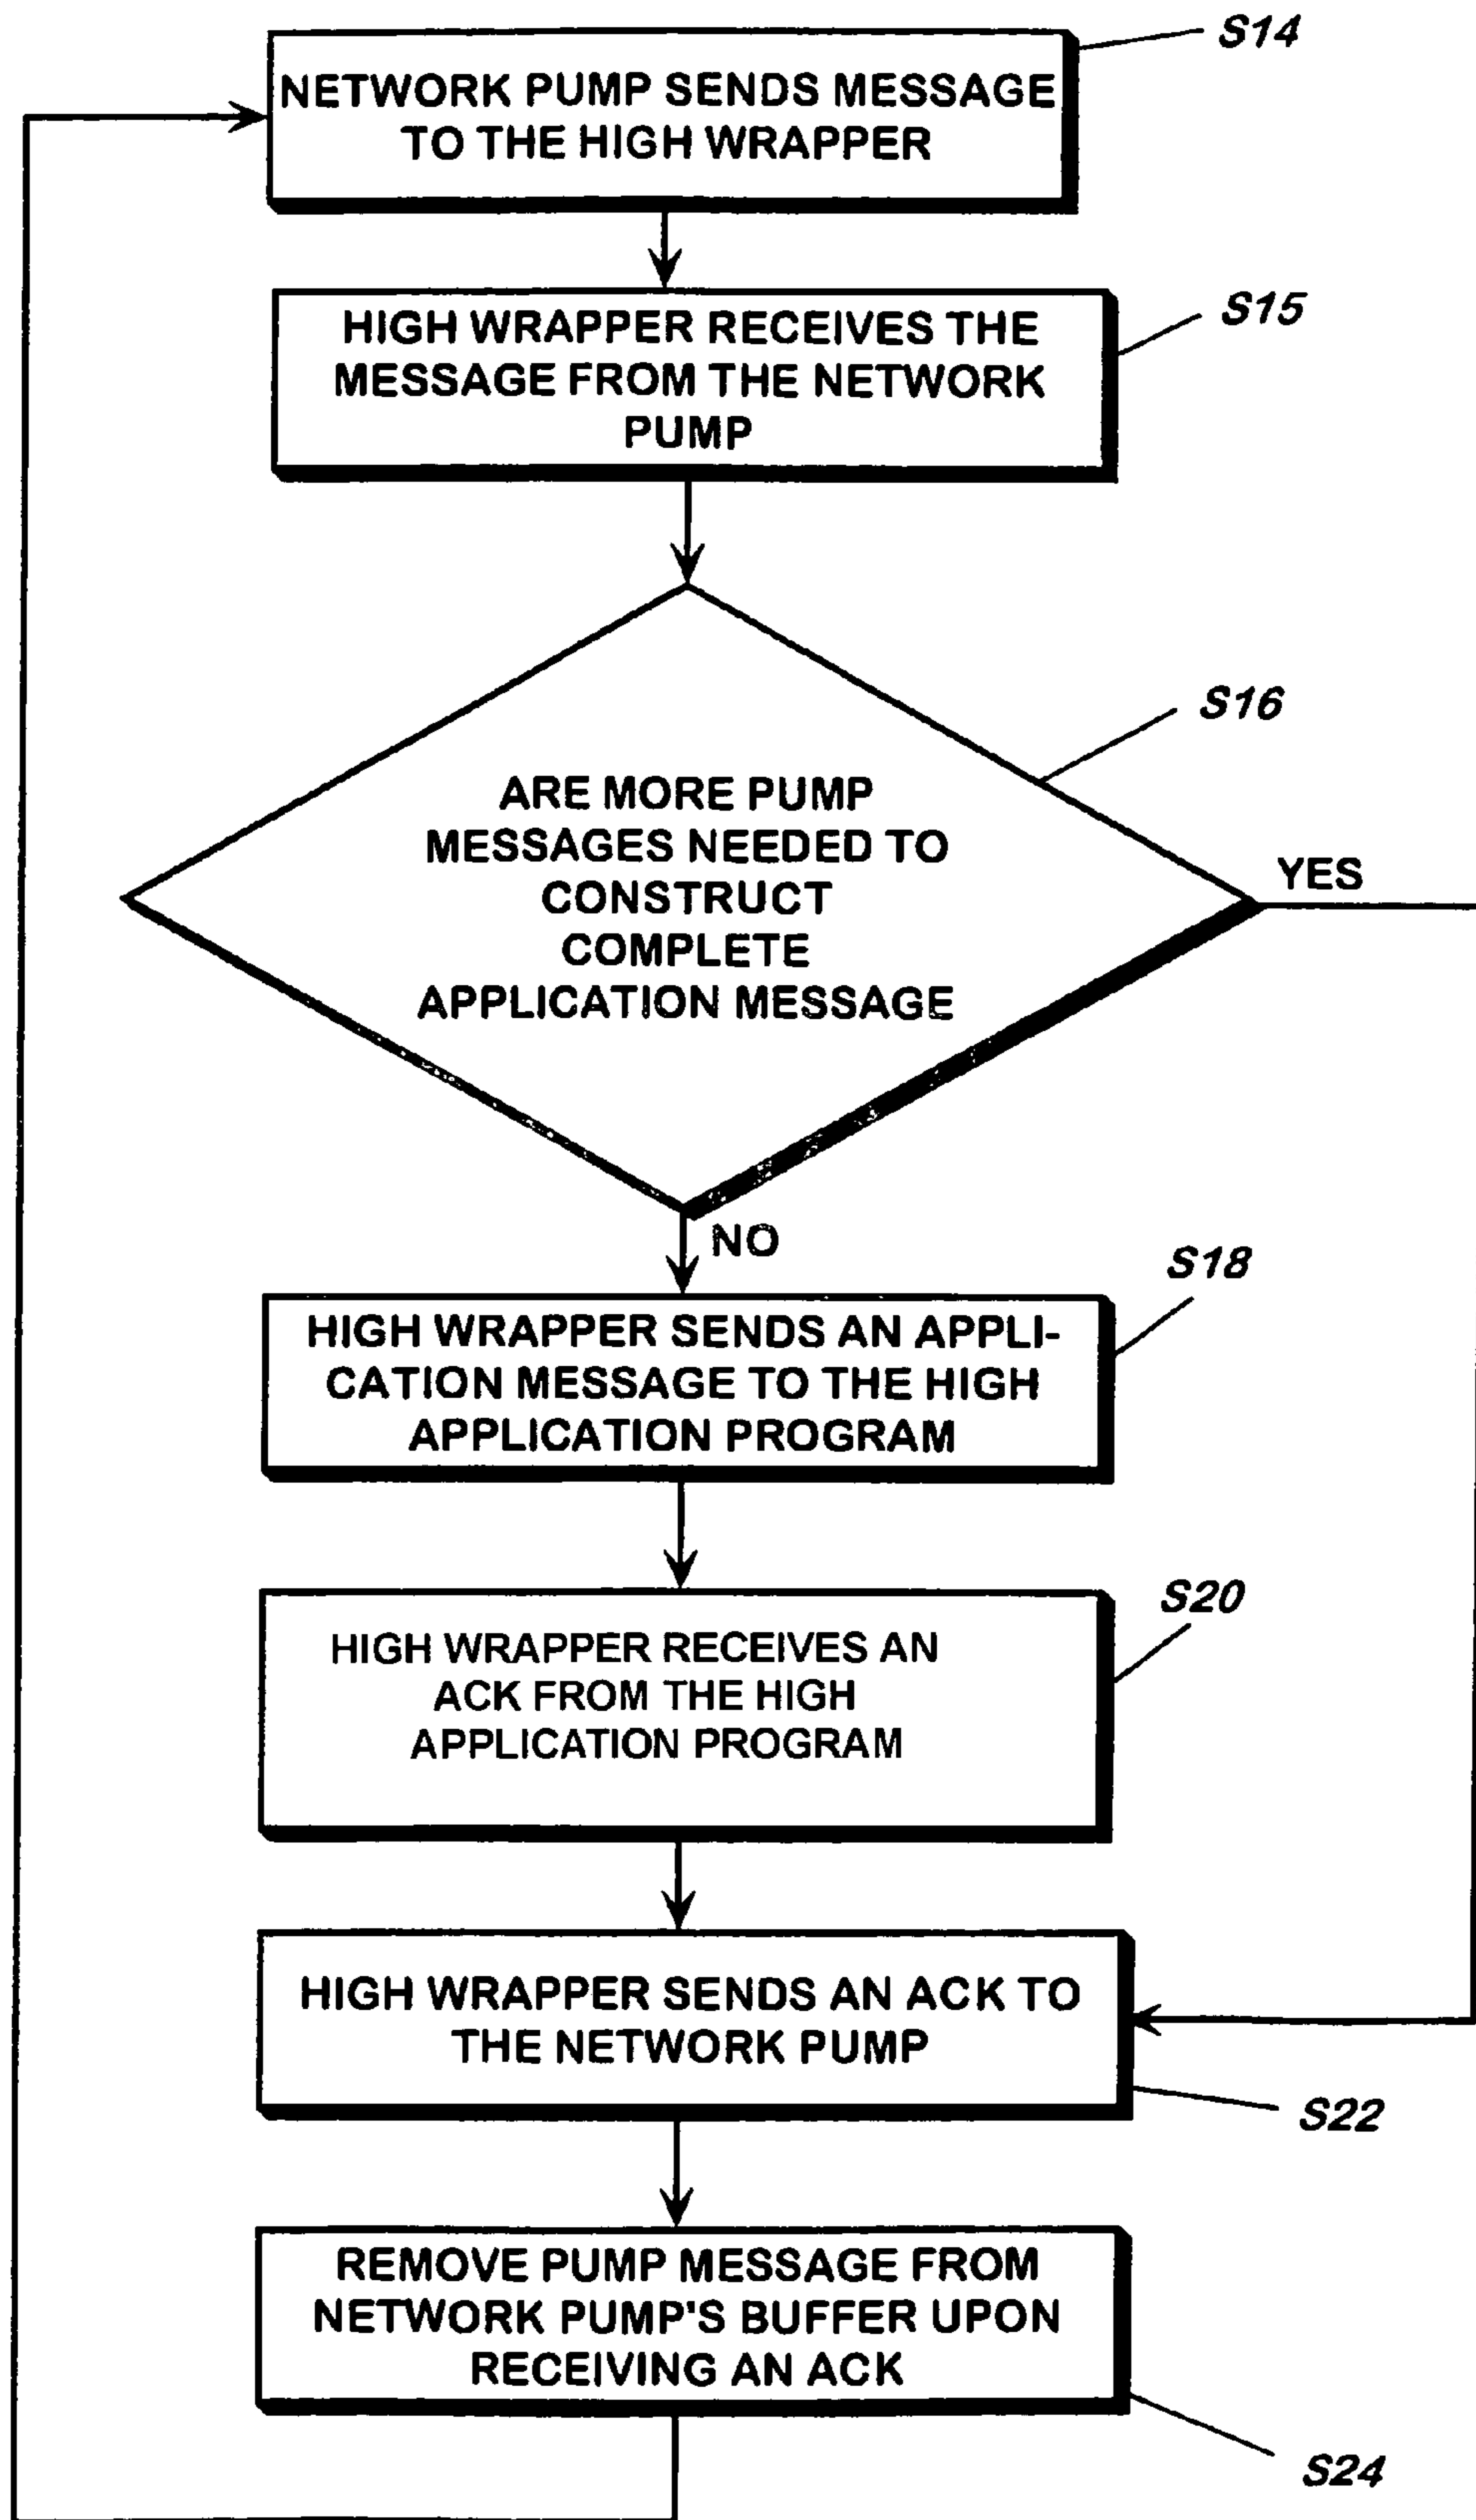 S14
NETWORK PUMP SENDS MESSAGE
TO THE HIGH WRAPPER
S15
HIGH WRAPPER RECEIVES THE
MESSAGE FROM THE NETWORK
PUMP
S16
ARE MORE PUMP
MESSAGES NEEDED TO
CONSTRUCT
COMPLETE
APPLICATION MESSAGE
YES
NO
S18
HIGH WRAPPER SENDS AN APPLI-
CATION MESSAGE TO THE HIGH
APPLICATION PROGRAM
S20
HIGH WRAPPER RECEIVES AN
ACK FROM THE HIGH
APPLICATION PROGRAM
HIGH WRAPPER SENDS AN ACK TO
THE NETWORK PUMP
S22
REMOVE PUMP MESSAGE FROM
NETWORK PUMP'S BUFFER UPON
RECEIVING AN ACK
S24